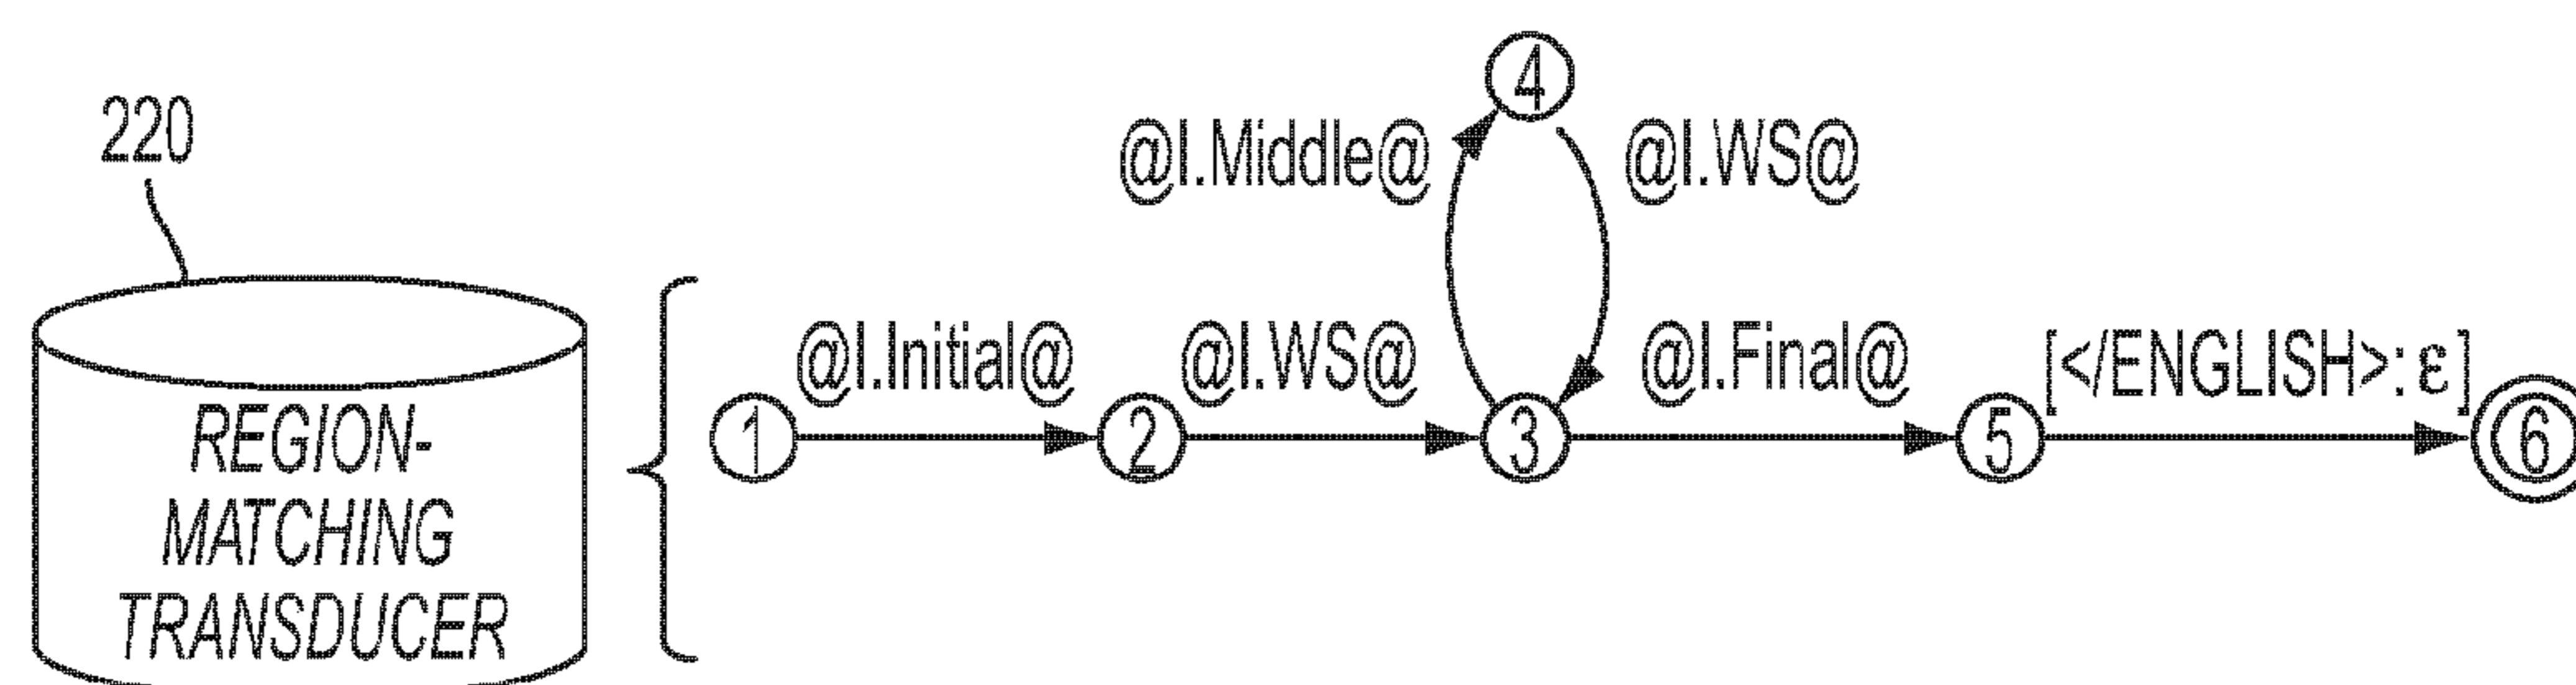 220
4
@I.Middle@ @I.WS@
@I.Initial@ @I.WS@ @I.Final@ [</ENGLISH>: ε]
1 2 3 5 6
REGION-
MATCHING
TRANSDUCER